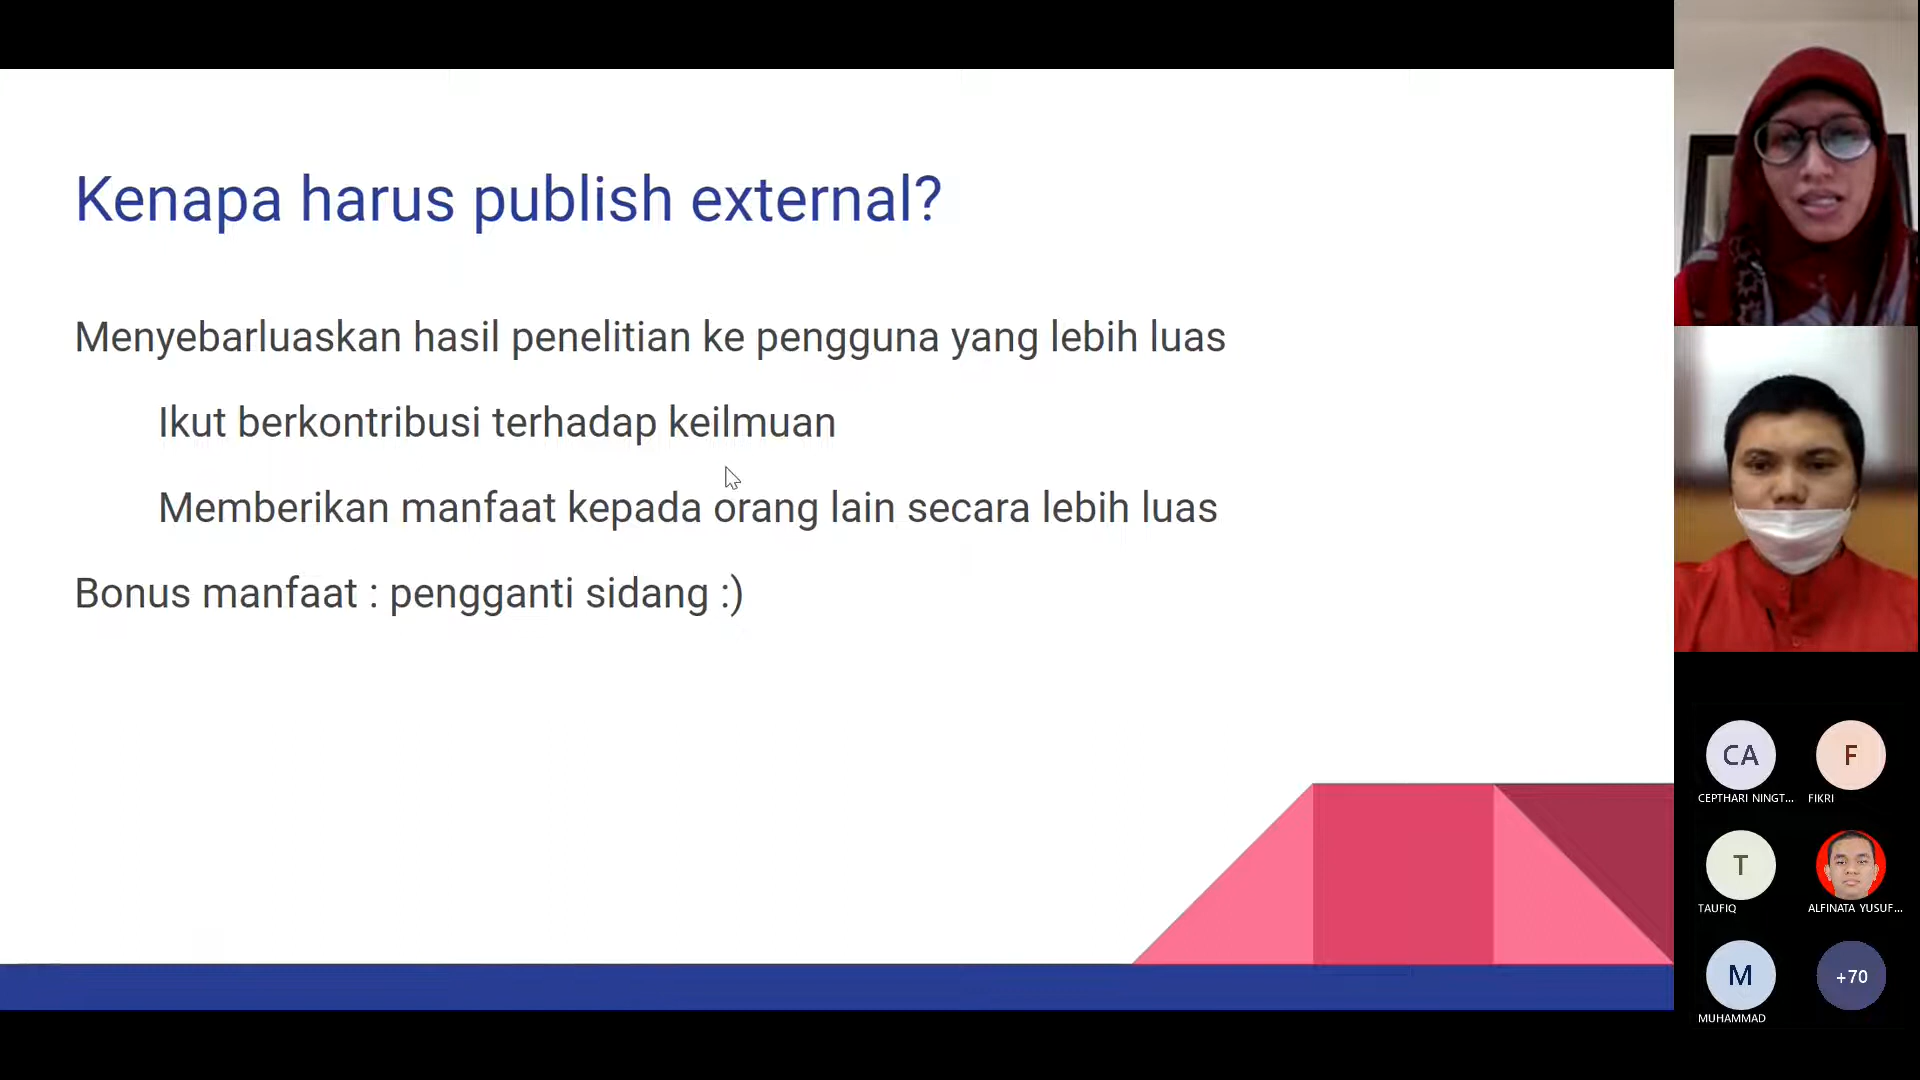 Kenapa harus publish external?
Menyebarluaskan hasil penelitian ke pengguna yang lebih luas
Ikut berkontribusi terhadap keilmuan
Memberikan manfaat kepada orang lain secara lebih luas
Bonus manfaat : pengganti sidang :)
CA
F
CEPTHARI NINGT...
FIKRI
T
TAUFIQ
ALFINATA YUSUF...
M
+70
MUHAMMAD